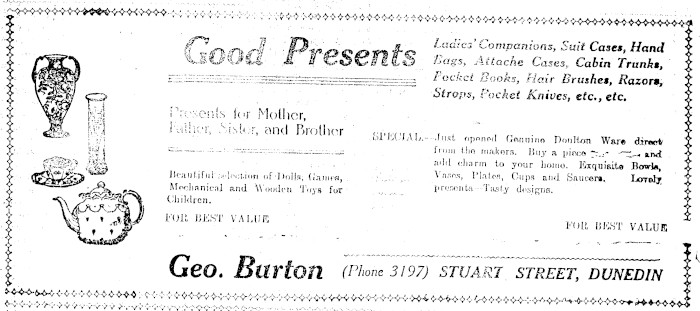 Good Presents
Ladies' Companions, Suit Cases, Hand
Bags, Attache Cases, Cabin Trunks,
Pocket Books, Hair Brushes, Razors,
Strops, Pocket Knives, etc., etc.
Presents for Mother,
Father, Sister, and Brother
Beautiful selection of Dolls, Games,
Mechanical and Wooden Toys for
Children.
FOR BEST VALUE
SPECIAL.—Just opened Genuine Doulton Ware direct
from the makers. Buy a piece and
add charm to your home. Exquisite Bowls,
Vases, Plates, Cups and Saucers. Lovely
presents—Tasty designs.
FOR BEST VALUE
Geo. Burton (Phone 3197) STUART STREET, DUNEDIN